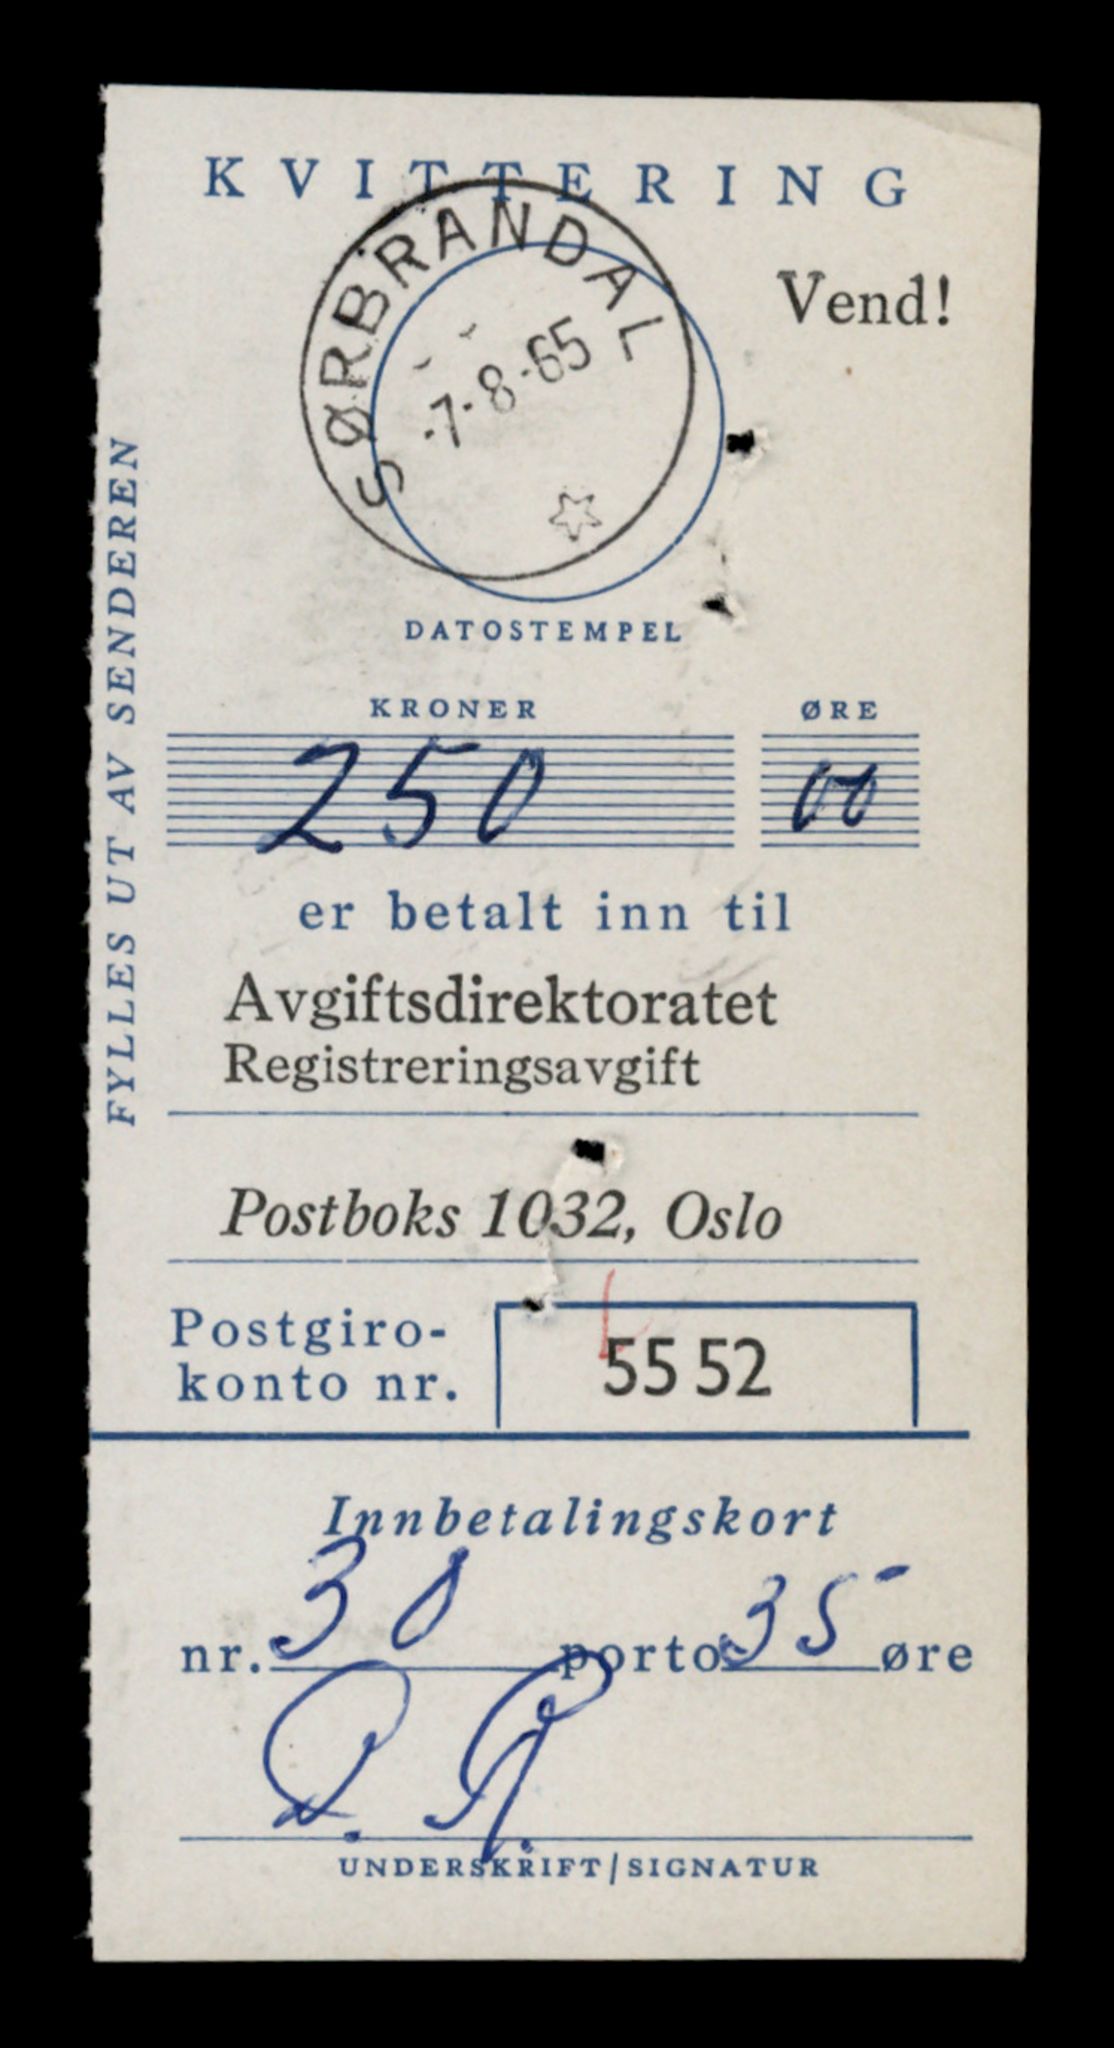 KVITTERING
Vend!
SØRBRANDAL
-7-8-65
DATOSTEMPEL
FYLLES UT AV SENDEREN
KRONER ØRE
250 00
er betalt inn til
Avgiftsdirektoratet
Registreringsavgift
Postboks 1032, Oslo
Postgiro-
konto nr. 55 52
Innbetalingskort
nr. 30 porto 35 øre
UNDERSKRIFT/SIGNATUR